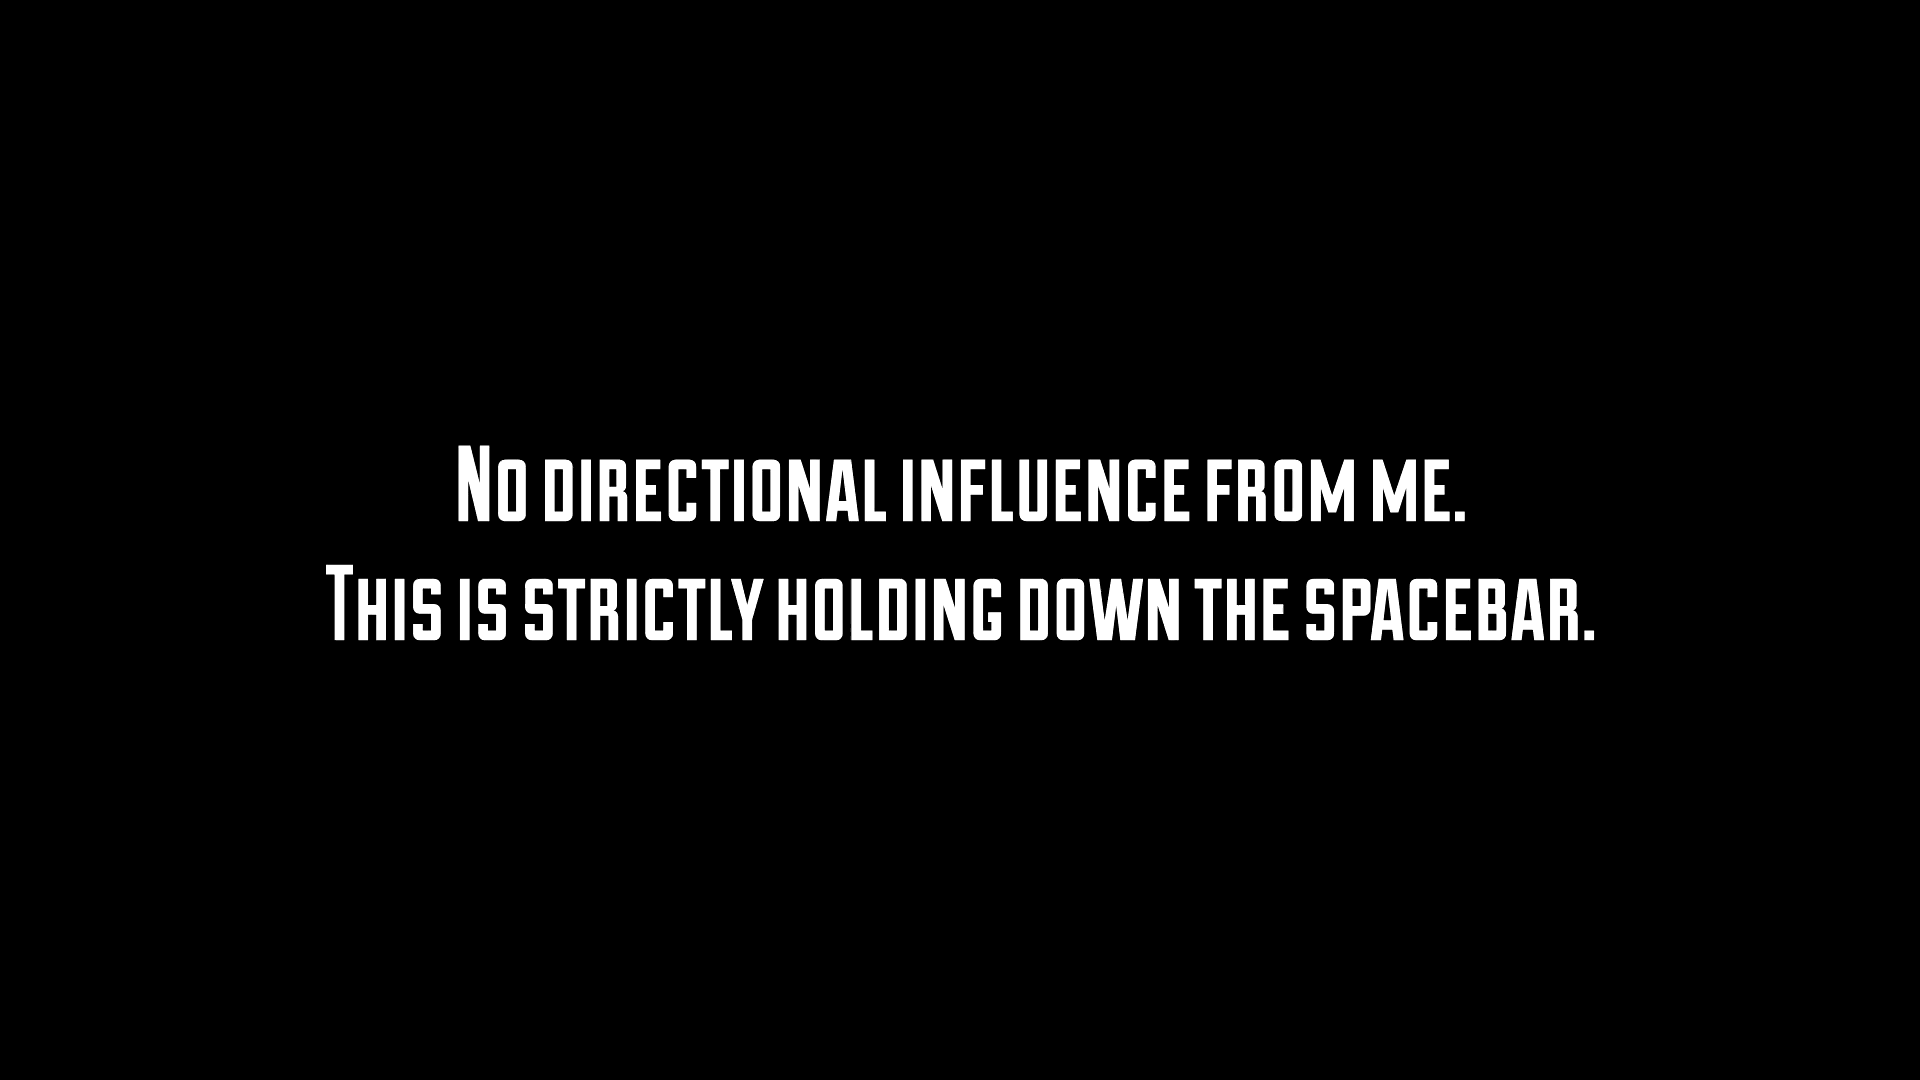 No directional influence from me.
This is strictly holding down the spacebar.